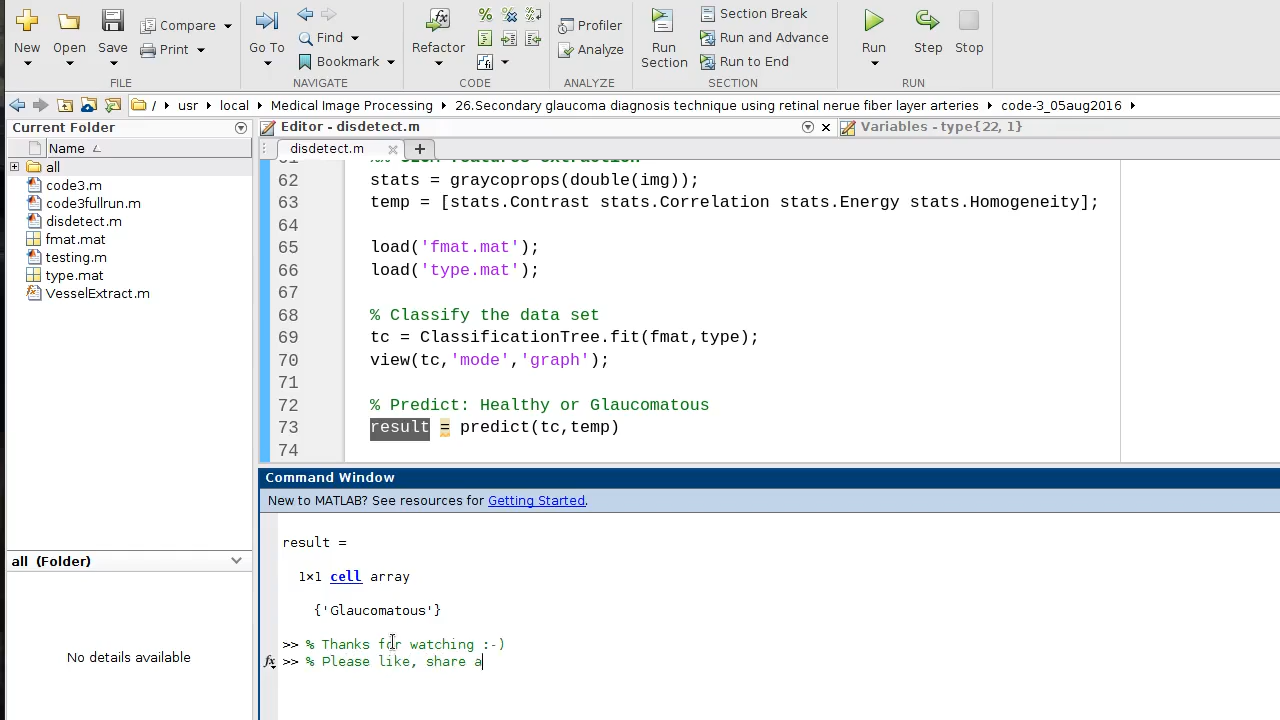 New
Open
Save
Compare
Print
FILE
Go To
Find
Bookmark
NAVIGATE
Refactor
CODE
Profiler
Analyze
ANALYZE
Run
Section
Section Break
Run and Advance
Run to End
SECTION
Run
Step
Stop
RUN
/ usr local Medical Image Processing 26.Secondary glaucoma diagnosis technique using retinal nerue fiber layer arteries code-3_05aug2016
Current Folder
Name
all
code3.m
code3fullrun.m
disdetect.m
fmat.mat
testing.m
type.mat
VesselExtract.m
all (Folder)
No details available
Editor - disdetect.m
Variables - type{22, 1}
disdetect.m
62 stats = graycoprops(double(img));
63 temp = [stats.Contrast stats.Correlation stats.Energy stats.Homogeneity];
64
65 load('fmat.mat');
66 load('type.mat');
67
68 % Classify the data set
69 tc = ClassificationTree.fit(fmat,type);
70 view(tc,'mode','graph');
71
72 % Predict: Healthy or Glaucomatous
73 result = predict(tc,temp)
74
Command Window
New to MATLAB? See resources for Getting Started.
result =
1×1 cell array
{'Glaucomatous'}
>> % Thanks for watching :-)
fx >> % Please like, share a